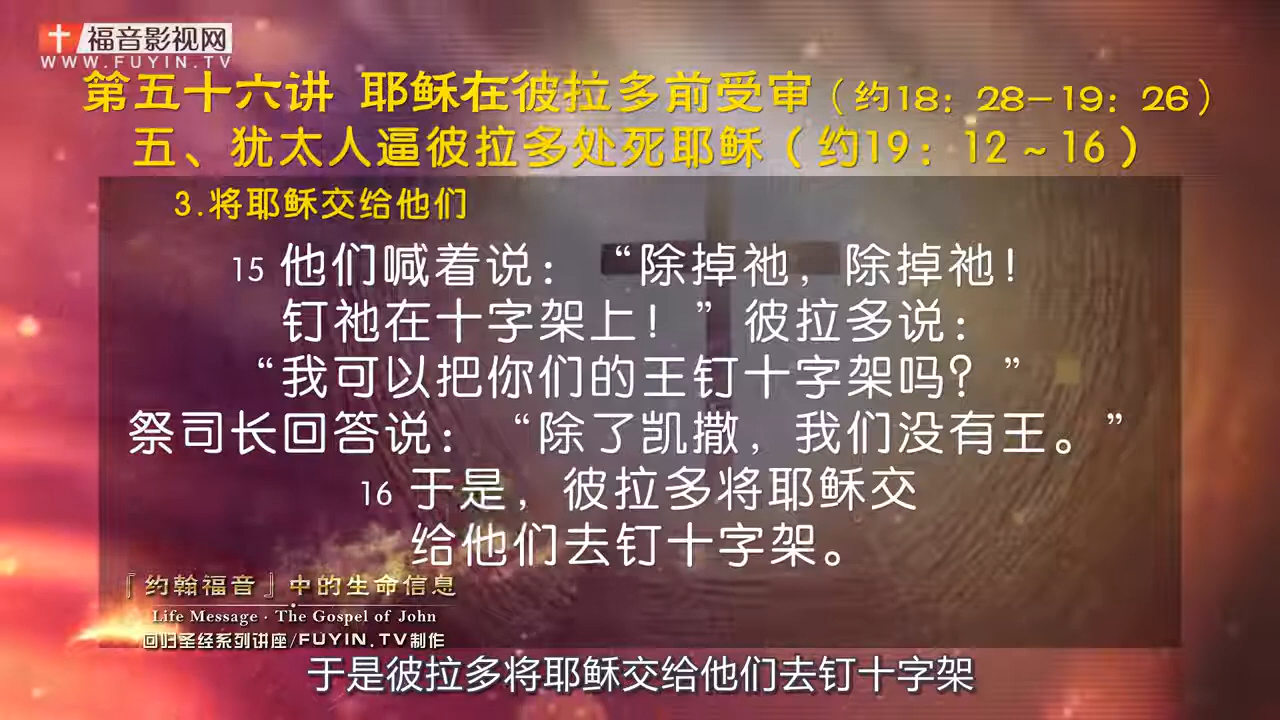 福音影视网
WWW.FUYIN.TV
第五十六讲 耶稣在彼拉多前受审（约18：28-19：26）
五、犹太人逼彼拉多处死耶稣（约19：12～16）
3.将耶稣交给他们
15 他们喊着说：“除掉祂，除掉祂！
钉祂在十字架上！”彼拉多说：
“我可以把你们的王钉十字架吗？”
祭司长回答说：“除了凯撒，我们没有王。”
16 于是，彼拉多将耶稣交
给他们去钉十字架。
『约翰福音』中的生命信息
Life Message · The Gospel of John
回归圣经系列讲座/FUYIN.TV制作
于是彼拉多将耶稣交给他们去钉十字架